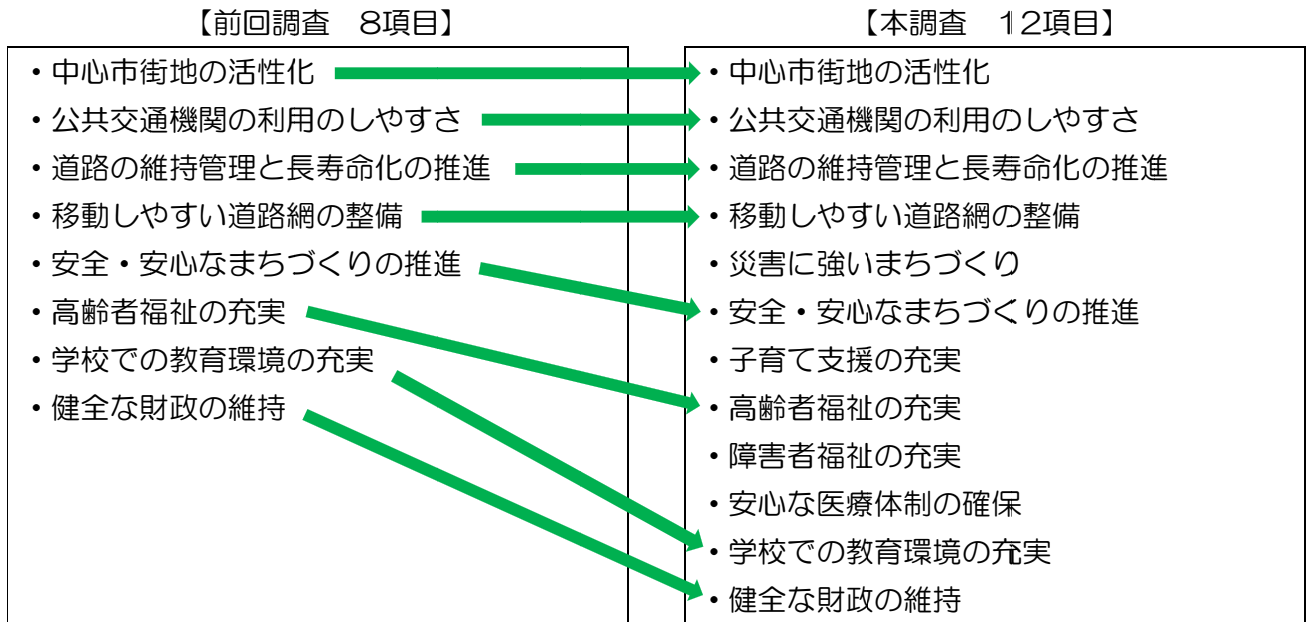 【前回調査　8項目】
・中心市街地の活性化
・公共交通機関の利用のしやすさ
・道路の維持管理と長寿命化の推進
・移動しやすい道路網の整備
・安全・安心なまちづくりの推進
・高齢者福祉の充実
・学校での教育環境の充実
・健全な財政の維持
【本調査　12項目】
・中心市街地の活性化
・公共交通機関の利用のしやすさ
・道路の維持管理と長寿命化の推進
・移動しやすい道路網の整備
・災害に強いまちづくり
・安全・安心なまちづくりの推進
・子育て支援の充実
・高齢者福祉の充実
・障害者福祉の充実
・安心な医療体制の確保
・学校での教育環境の充実
・健全な財政の維持